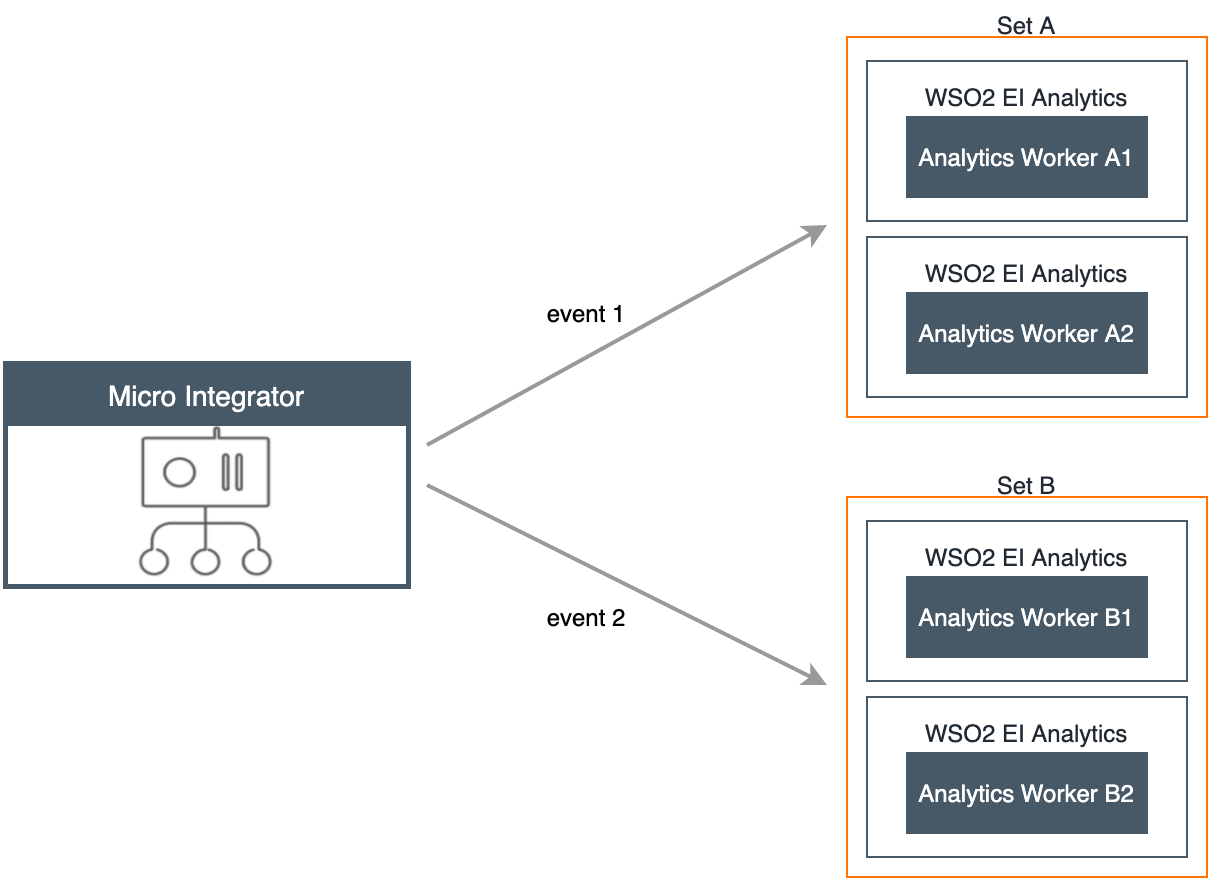 Set A
WSO2 EI Analytics
Analytics Worker A1
WSO2 EI Analytics
Analytics Worker A2
event 1
Micro Integrator
event 2
Set B
WSO2 EI Analytics
Analytics Worker B1
WSO2 EI Analytics
Analytics Worker B2